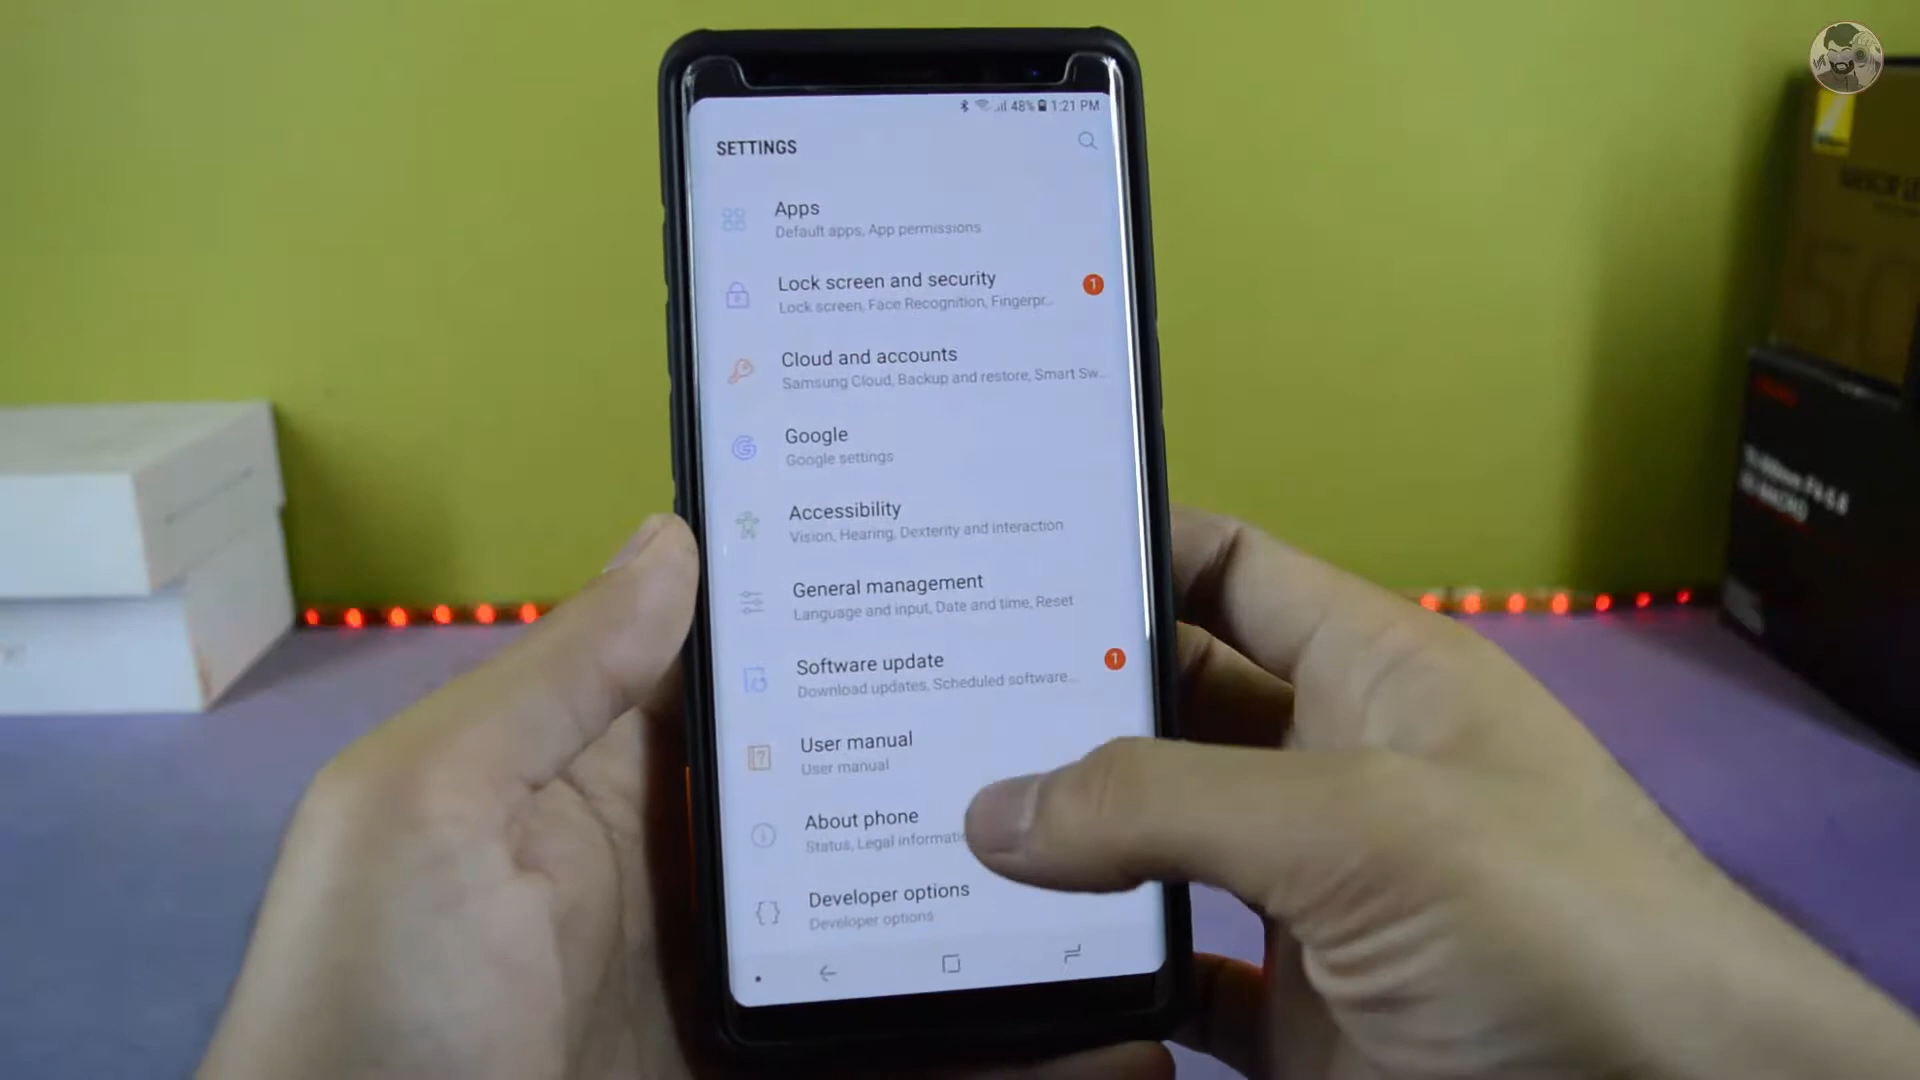 48% 1:21 PM
SETTINGS
Apps
Default apps, App permissions
Lock screen and security
1
Lock screen, Face Recognition, Fingerpr...
Cloud and accounts
Samsung Cloud, Backup and restore, Smart Sw...
Google
Google settings
Accessibility
Vision, Hearing, Dexterity and interaction
General management
Language and input, Date and time, Reset
Software update
1
Download updates, Scheduled software...
User manual
User manual
About phone
Status, Legal informati
Developer options
Developer options